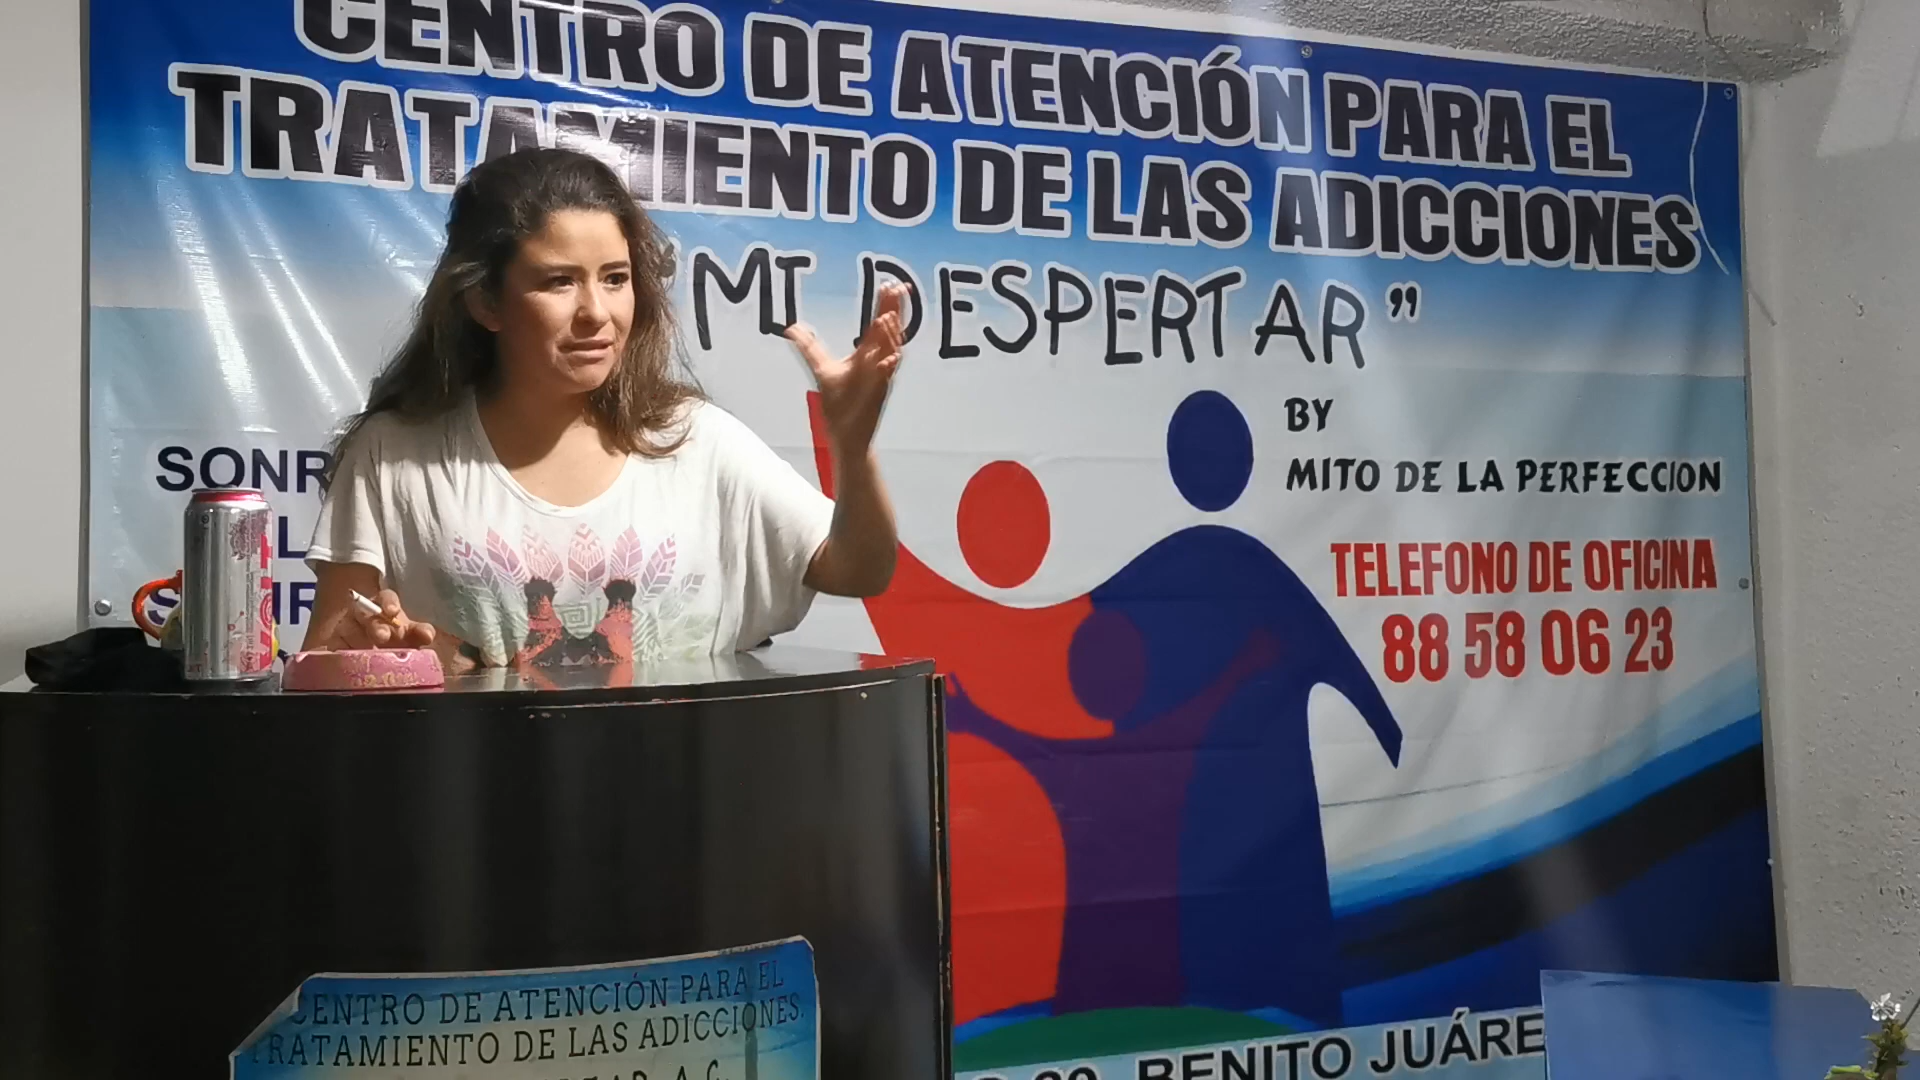 CENTRO DE ATENCIÓN PARA EL
TRATAMIENTO DE LAS ADICCIONES
"MI DESPERTAR"
BY
MITO DE LA PERFECCION
TELEFONO DE OFICINA
88 58 06 23
BENITO JUÁRE
CENTRO DE ATENCIÓN PARA EL
TRATAMIENTO DE LAS ADICCIONES.
A.C.